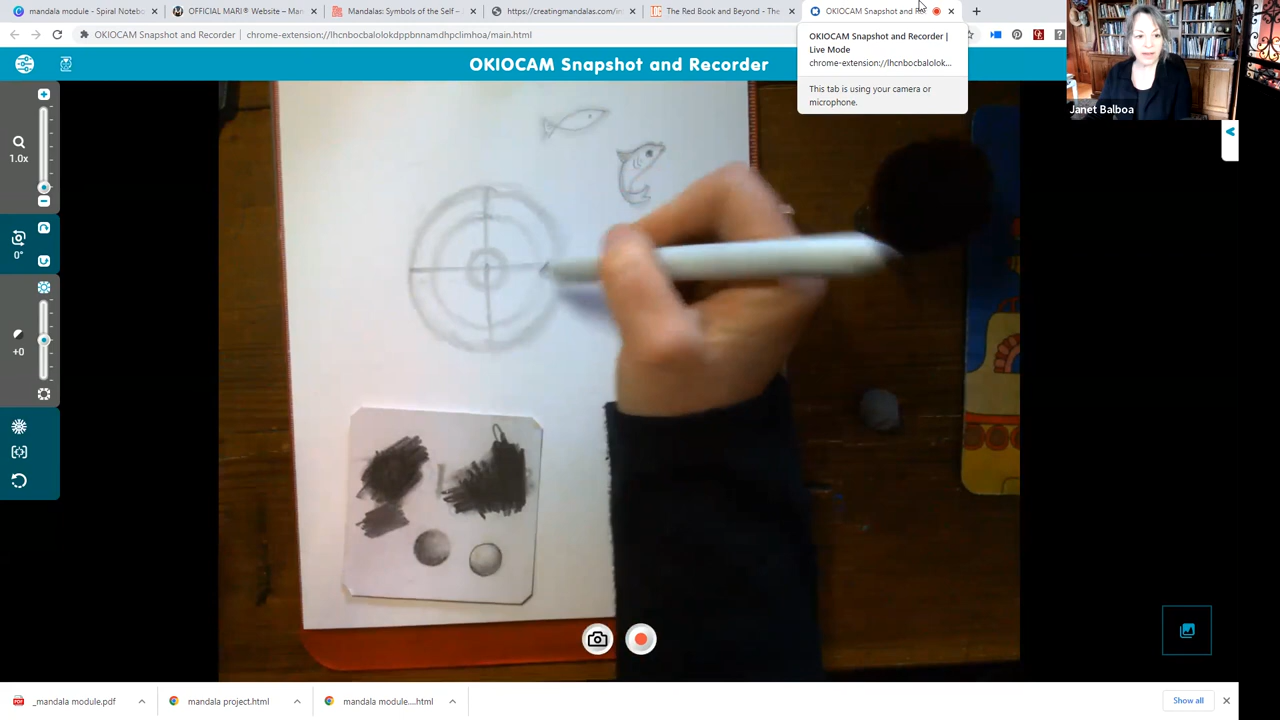 mandala module - Spiral Noteb
OFFICIAL MARI® Website – Man
Mandalas: Symbols of the Self –
https://creatingmandalas.com/in
The Red Book and Beyond - The
OKIOCAM Snapshot and Re
OKIOCAM Snapshot and Recorder | chrome-extension://lhcnbocbalolokdppbnnamdhpclimhoa/main.html
OKIOCAM Snapshot and Recorder |
Live Mode
chrome-extension://lhcnbocbalolok...
This tab is using your camera or
microphone.
OKIOCAM Snapshot and Recorder
Janet Balboa
1.0x
0°
+0
_mandala module.pdf
mandala project.html
mandala module....html
Show all